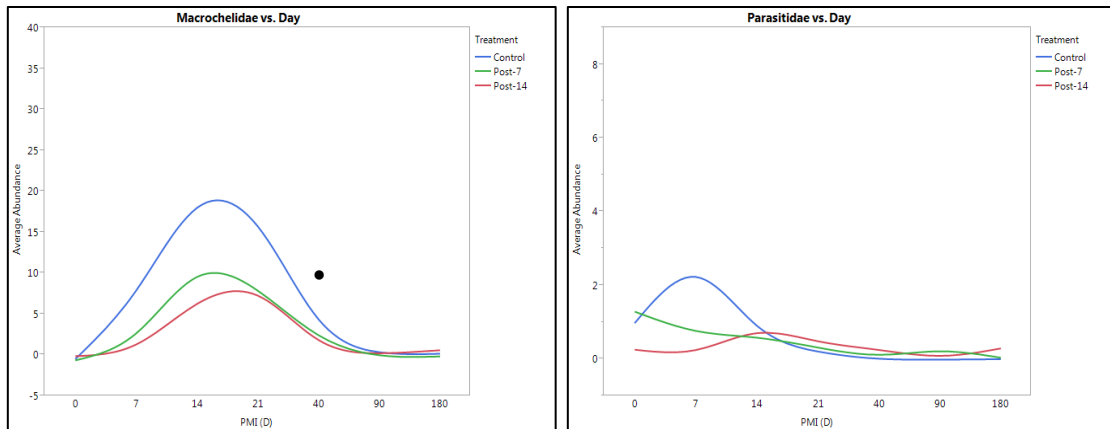 Macrochelidae vs. Day
40
35
30
25
20
15
10
5
0
-5
Average Abundance
0 7 14 21 40 90 180
PMI (D)
Treatment
Control
Post-7
Post-14
Parasitidae vs. Day
8
6
4
2
0
Average Abundance
0 7 14 21 40 90 180
PMI (D)
Treatment
Control
Post-7
Post-14